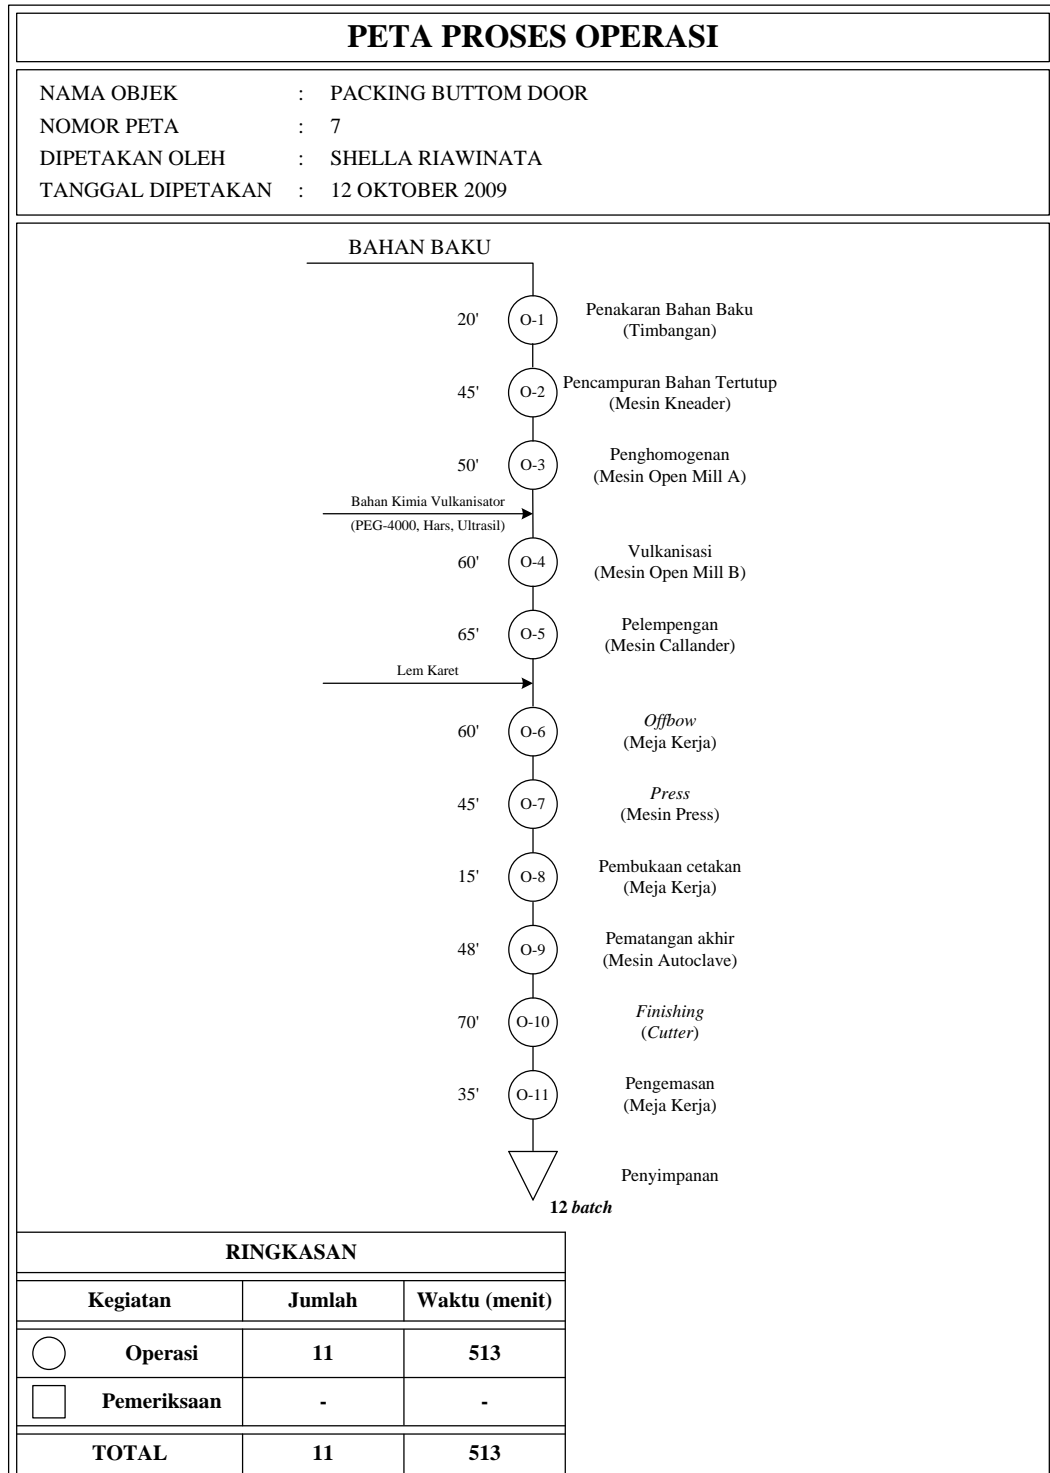 PETA PROSES OPERASI
NAMA OBJEK : PACKING BUTTOM DOOR
NOMOR PETA : 7
DIPETAKAN OLEH : SHELLA RIAWINATA
TANGGAL DIPETAKAN : 12 OKTOBER 2009
BAHAN BAKU
20' O-1 Penakaran Bahan Baku
(Timbangan)
45' O-2 Pencampuran Bahan Tertutup
(Mesin Kneader)
50' O-3 Penghomogenan
(Mesin Open Mill A)
Bahan Kimia Vulkanisator
(PEG-4000, Hars, Ultrasil)
60' O-4 Vulkanisasi
(Mesin Open Mill B)
65' O-5 Pelempengan
(Mesin Callander)
Lem Karet
60' O-6 Offbow
(Meja Kerja)
45' O-7 Press
(Mesin Press)
15' O-8 Pembukaan cetakan
(Meja Kerja)
48' O-9 Pematangan akhir
(Mesin Autoclave)
70' O-10 Finishing
(Cutter)
35' O-11 Pengemasan
(Meja Kerja)
Penyimpanan
12 batch
RINGKASAN
Kegiatan Jumlah Waktu (menit)
Operasi 11 513
Pemeriksaan - -
TOTAL 11 513